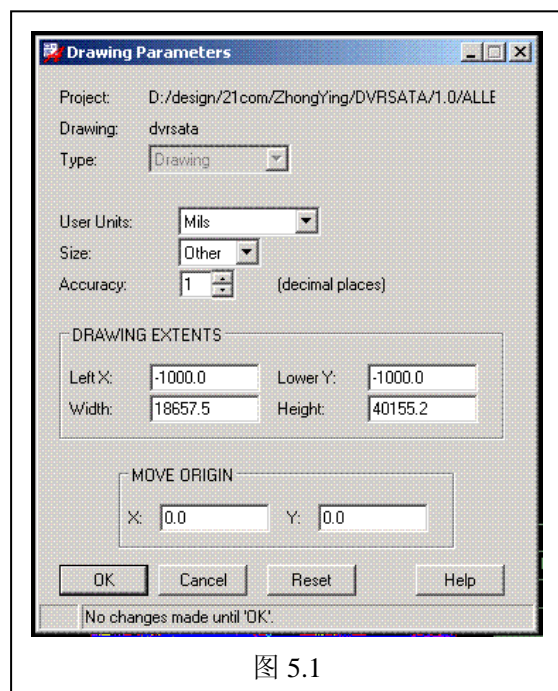 Drawing Parameters
Project: D:/design/21com/ZhongYing/DVRSATA/1.0/ALLE
Drawing: dvrsata
Type: Drawing
User Units: Mils
Size: Other
Accuracy: 1 (decimal places)
DRAWING EXTENTS
Left X: -1000.0 Lower Y: -1000.0
Width: 18657.5 Height: 40155.2
MOVE ORIGIN
X: 0.0 Y: 0.0
OK Cancel Reset Help
No changes made until 'OK'.
图 5.1